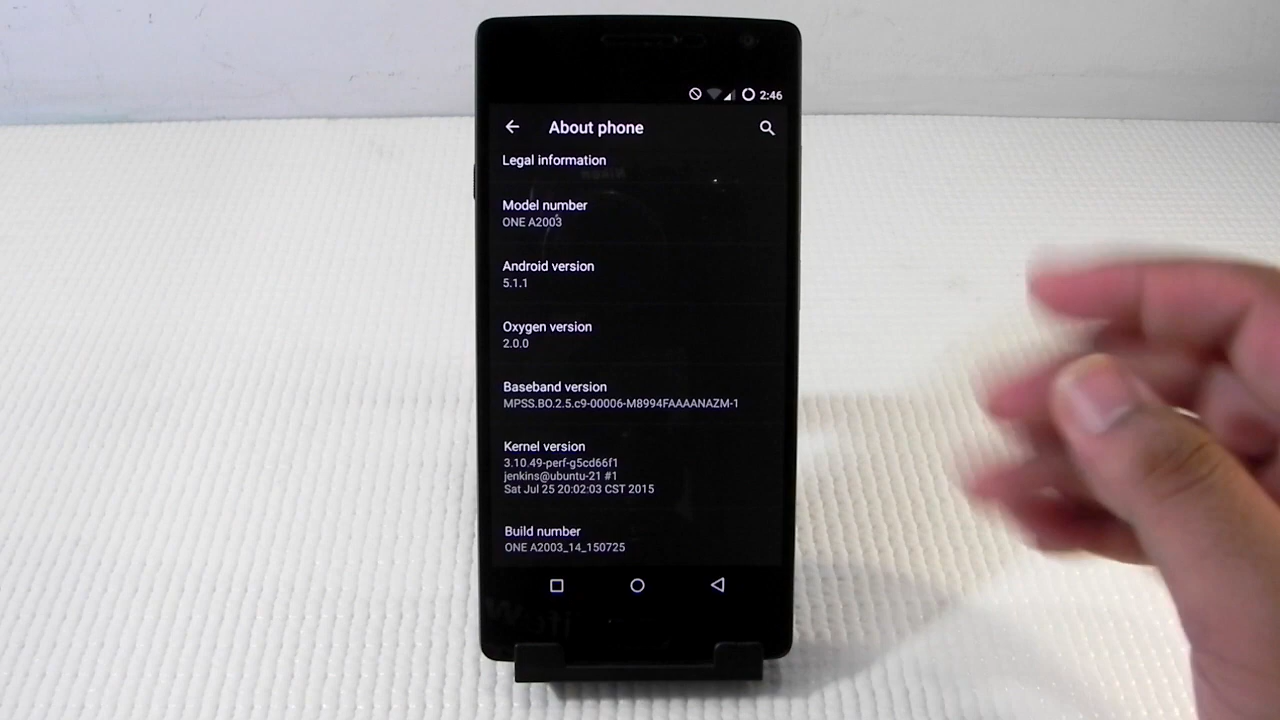 2:46
About phone
Legal information
Model number
ONE A2003
Android version
5.1.1
Oxygen version
2.0.0
Baseband version
MPSS.BO.2.5.c9-00006-M8994FAAAANAZM-1
Kernel version
3.10.49-perf-g5cd66f1
jenkins@ubuntu-21 #1
Sat Jul 25 20:02:03 CST 2015
Build number
ONE A2003_14_150725